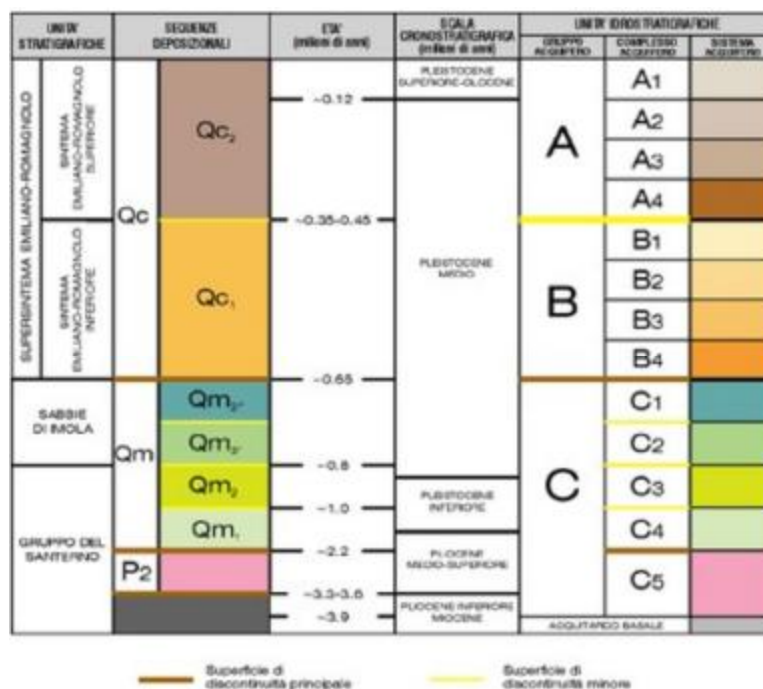 UNITA' STRATIGRAFICHE
SEQUENZE DEPOSIZIONALI
ETA' (milioni di anni)
SCALA CRONOSTRATIGRAFICA (milioni di anni)
UNITA' IDROSTRATIGRAFICHE
GRUPPO ACQUIFERO
COMPLESSO ACQUIFERO
SISTEMA ACQUIFERO
SUPERSINTEMA EMILIANO-ROMAGNOLO
SINTEMA EMILIANO-ROMAGNOLO SUPERIORE
SINTEMA EMILIANO-ROMAGNOLO INFERIORE
SABBIE DI IMOLA
GRUPPO DEL SANTERNO
Qc
Qm
P2
Qc2
Qc1
Qm3"
Qm3'
Qm2
Qm1
~0.12
~0.35-0.45
~0.65
~0.8
~1.0
~2.2
~3.3-3.6
~3.9
PLEISTOCENE SUPERIORE-OLOCENE
PLEISTOCENE MEDIO
PLEISTOCENE INFERIORE
PLIOCENE MEDIO-SUPERIORE
PLIOCENE INFERIORE
MIOCENE
A
B
C
A1
A2
A3
A4
B1
B2
B3
B4
C1
C2
C3
C4
C5
ACQUITARDO BASALE
Superficie di discontinuità principale
Superficie di discontinuità minore